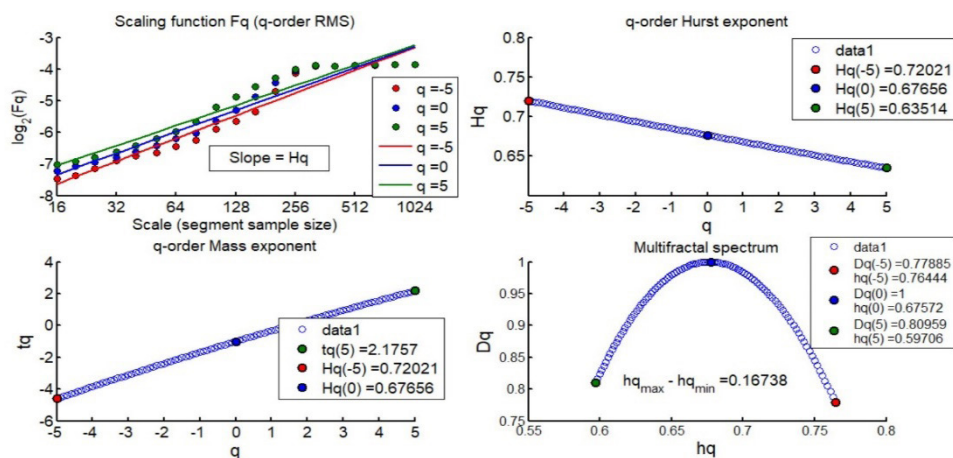 Scaling function Fq (q-order RMS)
-3
-4
-5
-6
-7
-8
log2(Fq)
q =-5
q =0
q =5
q =-5
q =0
q =5
Slope = Hq
16 32 64 128 256 512 1024
Scale (segment sample size)
q-order Hurst exponent
0.8
0.75
0.7
0.65
Hq
data1
Hq(-5) =0.72021
Hq(0) =0.67656
Hq(5) =0.63514
-5 -4 -3 -2 -1 0 1 2 3 4 5
q
q-order Mass exponent
4
2
0
-2
-4
-6
tq
data1
tq(5) =2.1757
Hq(-5) =0.72021
Hq(0) =0.67656
-5 -4 -3 -2 -1 0 1 2 3 4 5
q
Multifractal spectrum
1
0.95
0.9
0.85
0.8
0.75
Dq
data1
Dq(-5) =0.77885
hq(-5) =0.76444
Dq(0) =1
hq(0) =0.67572
Dq(5) =0.80959
hq(5) =0.59706
hqmax - hqmin =0.16738
0.55 0.6 0.65 0.7 0.75 0.8
hq